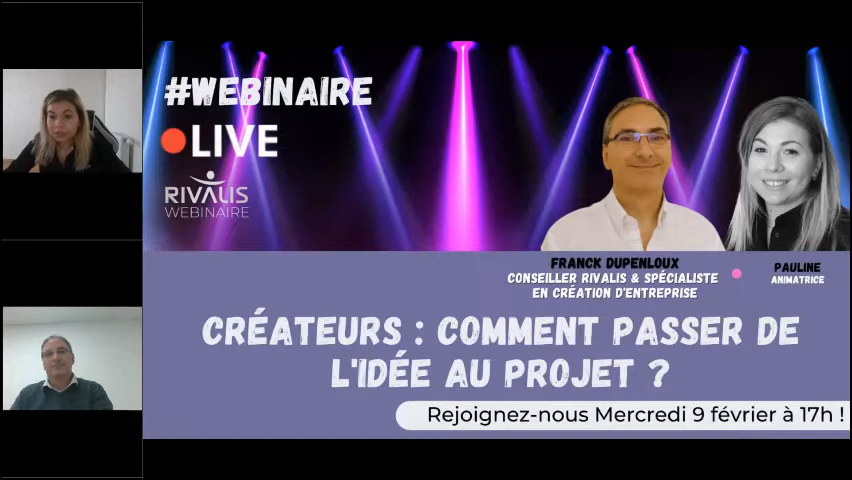 #WEBINAIRE
LIVE
RIVALIS
WEBINAIRE
FRANCK DUPENLOUX
CONSEILLER RIVALIS & SPÉCIALISTE
EN CRÉATION D'ENTREPRISE
PAULINE
ANIMATRICE
CRÉATEURS : COMMENT PASSER DE
L'IDÉE AU PROJET ?
Rejoignez-nous Mercredi 9 février à 17h !